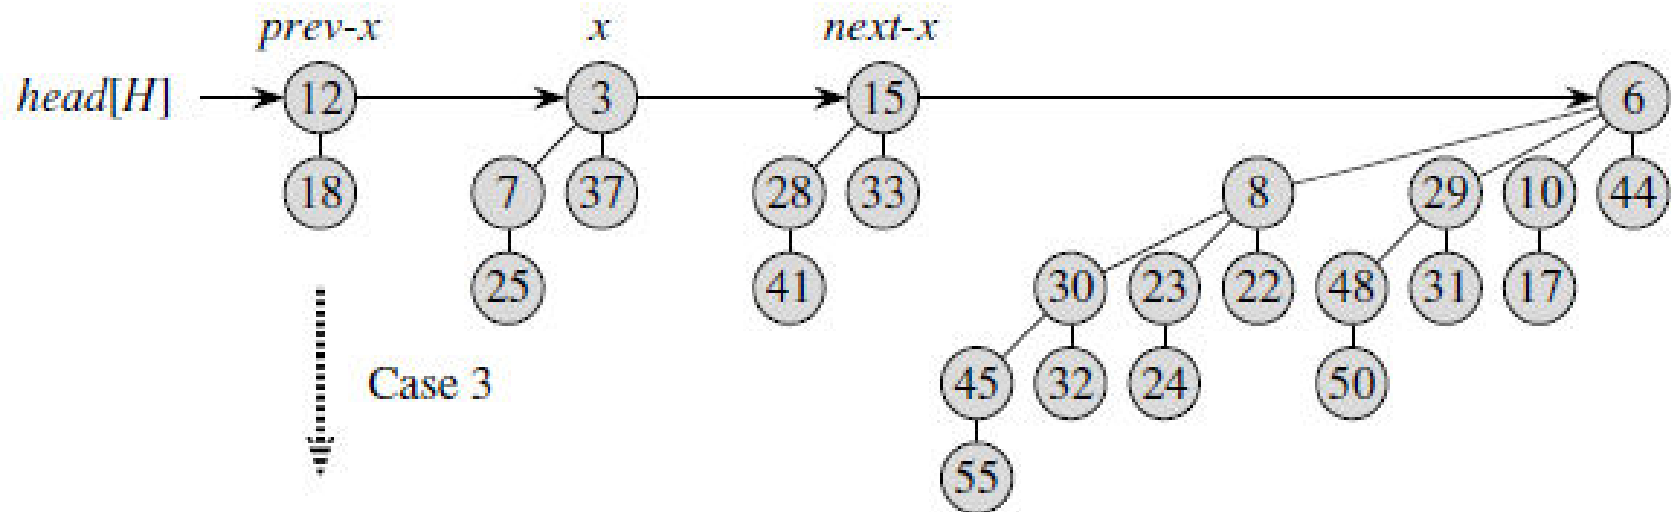 prev-x x next-x
head[H] 12 3 15 6
18 7 37 28 33 8 29 10 44
25 41 30 23 22 48 31 17
Case 3 45 32 24 50
55